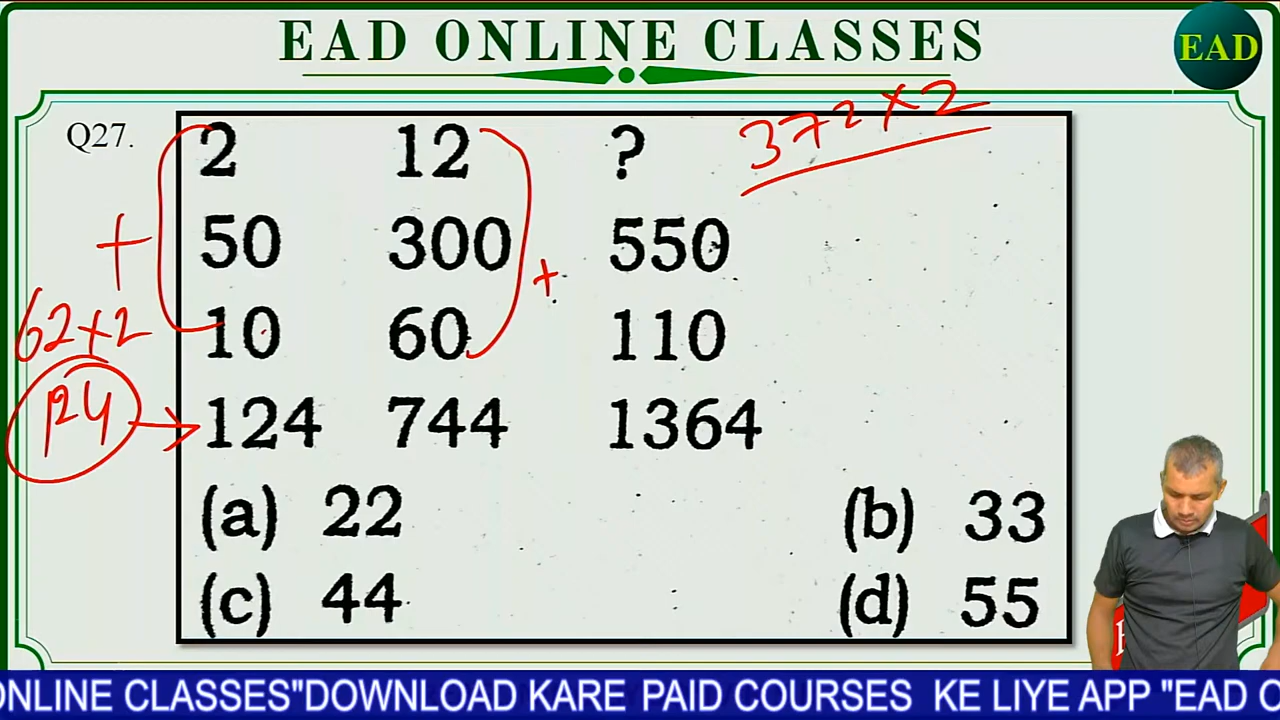 EAD ONLINE CLASSES
EAD
Q27.
2 12 ? 372×2
+ 50 300 + 550
62×2 10 60 110
124 → 124 744 1364
(a) 22 (b) 33
(c) 44 (d) 55
ONLINE CLASSES"DOWNLOAD KARE PAID COURSES KE LIYE APP "EAD